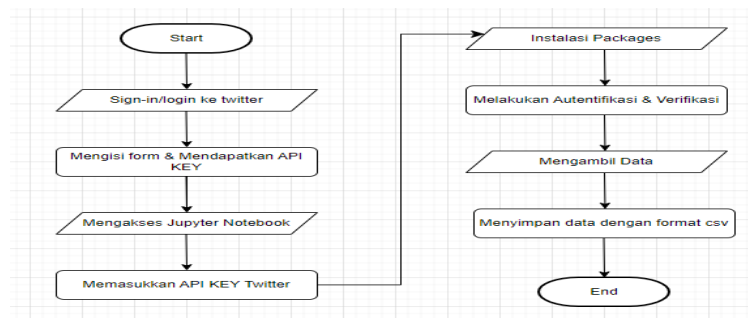 Start
Sign-in/login ke twitter
Mengisi form & Mendapatkan API
KEY
Mengakses Jupyter Notebook
Memasukkan API KEY Twitter
Instalasi Packages
Melakukan Autentifikasi & Verifikasi
Mengambil Data
Menyimpan data dengan format csv
End